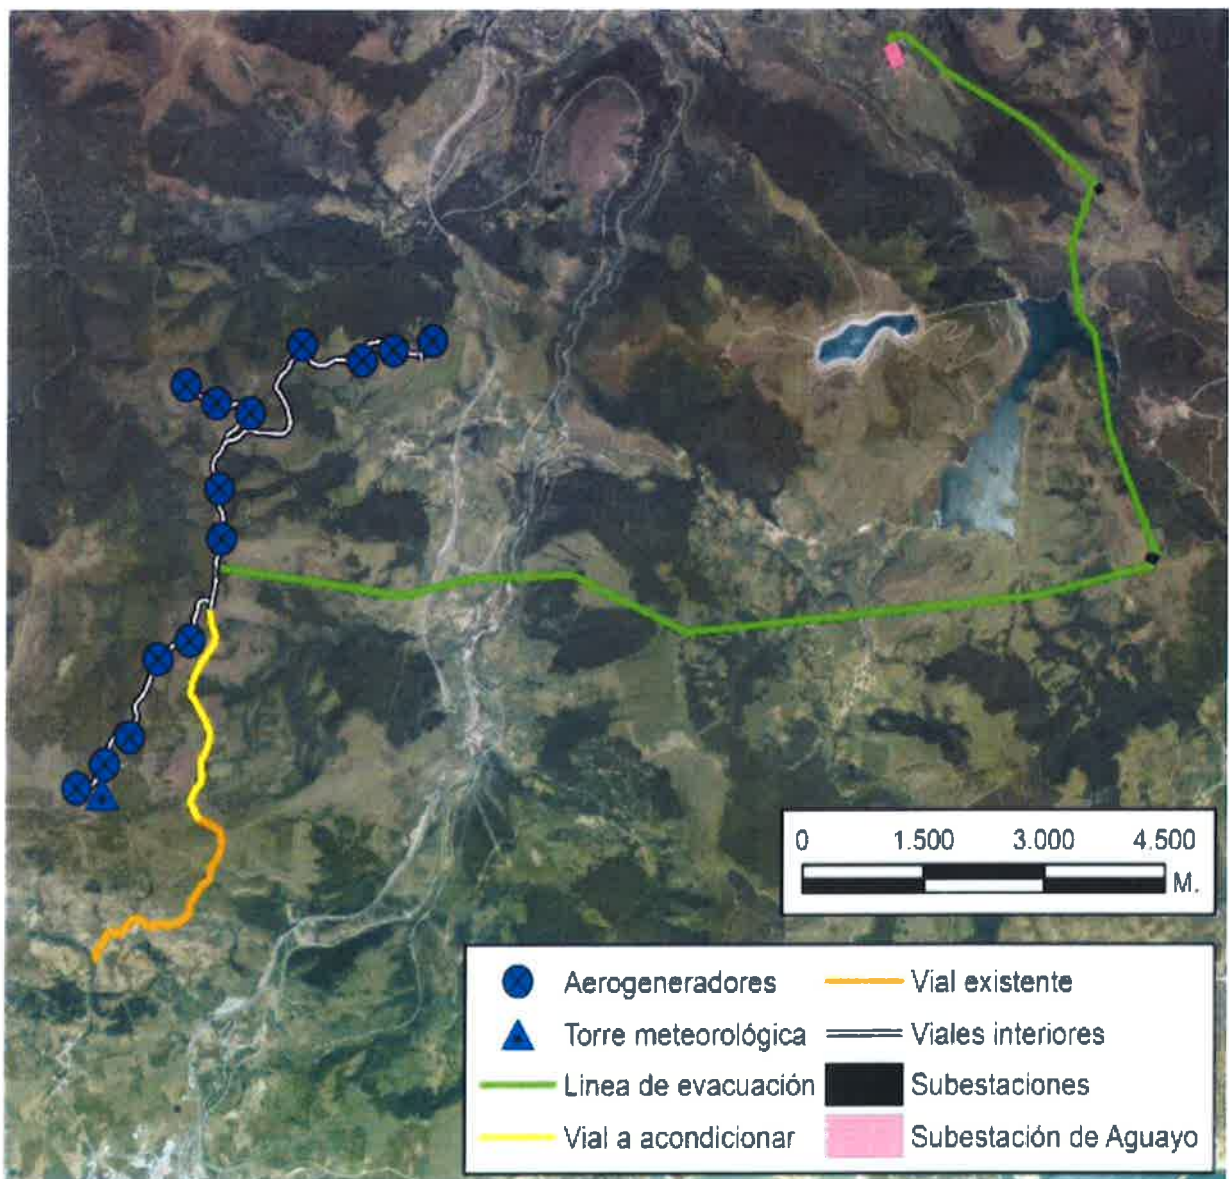 0 1.500 3.000 4.500
M.
Aerogeneradores
Torre meteorológica
Linea de evacuación
Vial a acondicionar
Vial existente
Viales interiores
Subestaciones
Subestación de Aguayo